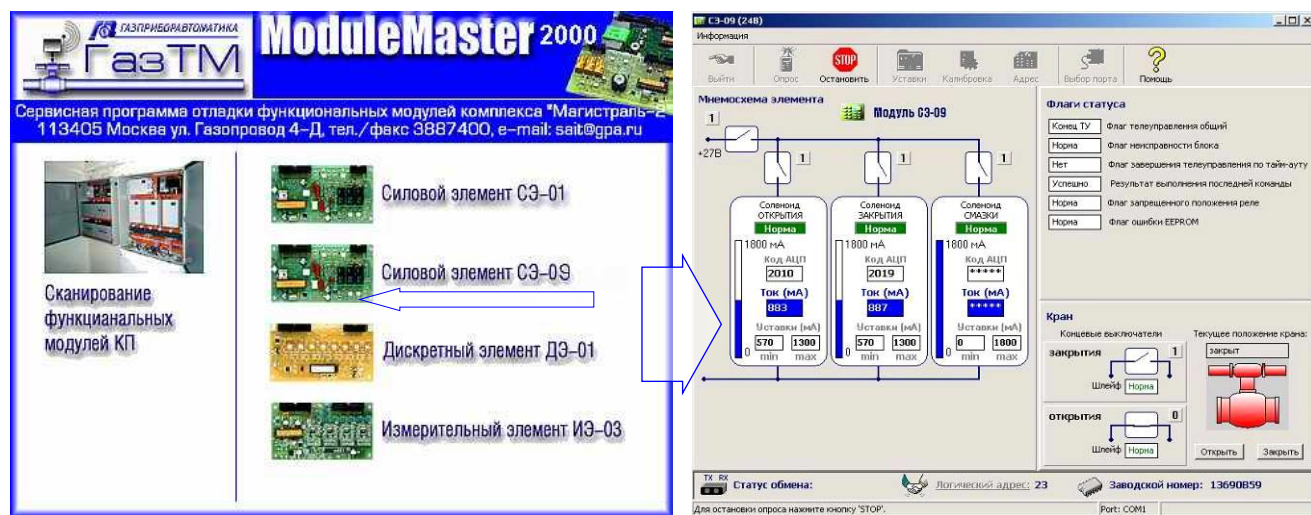 ГАЗПРИБОРАВТОМАТИКА
ГазТМ
ModuleMaster 2000
Сервисная программа отладки функциональных модулей комплекса "Магистраль-2
113405 Москва ул. Газопровод 4-Д, тел./факс 3887400, e-mail: sait@gpa.ru
Сканирование
функцианальных
модулей КП
Силовой элемент СЭ-01
Силовой элемент СЭ-09
Дискретный элемент ДЭ-01
Измерительный элемент ИЭ-03
СЭ-09 (24В)
Информация
Выйти Опрос Остановить Уставки Калибровка Адрес Выбор порта Помощь
STOP
Мнемосхема элемента
Модуль СЭ-09
1
+27В
1 1 1
Соленоид ОТКРЫТИЯ
Норма
1800 мА
Код АЦП
2010
Ток (мА)
883
Уставки (мА)
570 1300
0 min max
Соленоид ЗАКРЫТИЯ
Норма
1800 мА
Код АЦП
2019
Ток (мА)
887
Уставки (мА)
570 1300
0 min max
Соленоид СМАЗКИ
Норма
1800 мА
Код АЦП
*****
Ток (мА)
*****
Уставки (мА)
0 1800
0 min max
Флаги статуса
Конец ТУ Флаг телеуправления общий
Норма Флаг неисправности блока
Нет Флаг завершения телеуправления по тайм-ауту
Успешно Результат выполнения последней команды
Норма Флаг запрещенного положения реле
Норма Флаг ошибки EEPROM
Кран
Концевые выключатели
закрытия 1
Шлейф Норма
открытия 0
Шлейф Норма
Текущее положение крана:
закрыт
Открыть Закрыть
TX RX
Статус обмена: Логический адрес: 23 Заводской номер: 13690B59
Для остановки опроса нажмите кнопку 'STOP'. Port: COM1